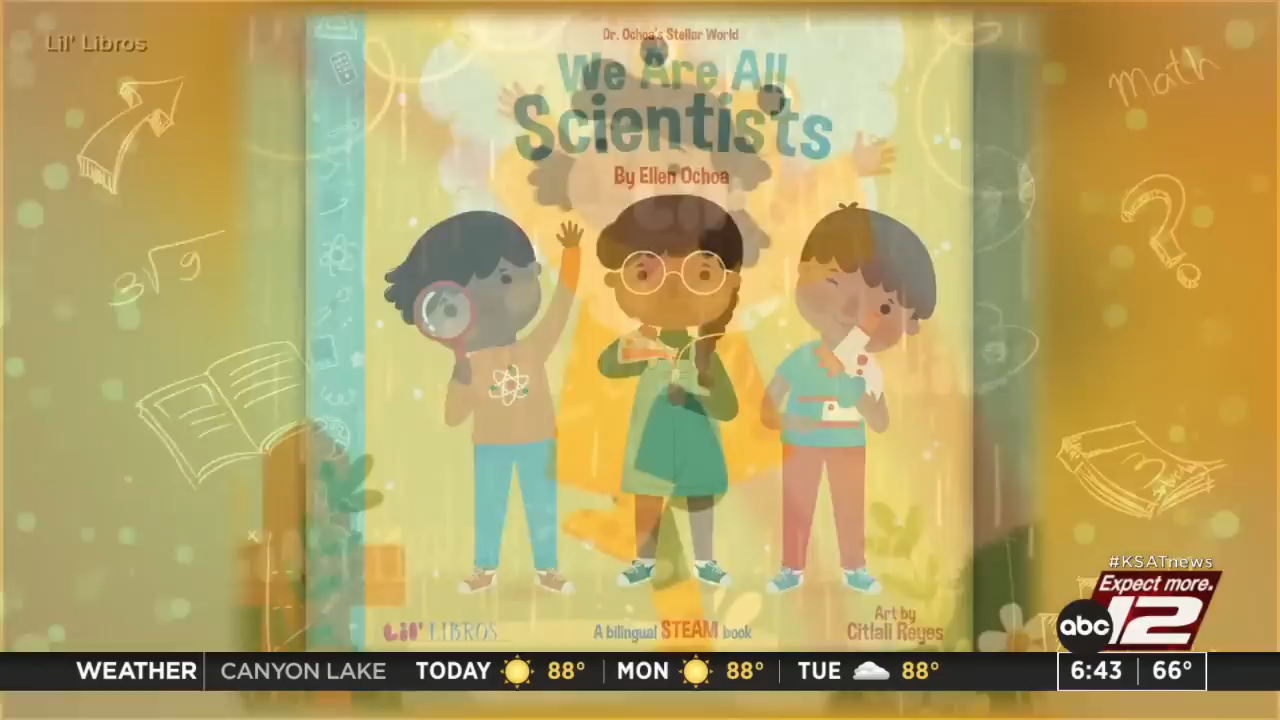 Lil' Libros
Dr. Ochoa's Stellar World
We Are All
Scientists
By Ellen Ochoa
Math
3√9
LIL' LIBROS
A bilingual STEAM book
Art by
Citlali Reyes
#KSATnews
Expect more.
abc 12
WEATHER CANYON LAKE TODAY 88° MON 88° TUE 88° 6:43 66°